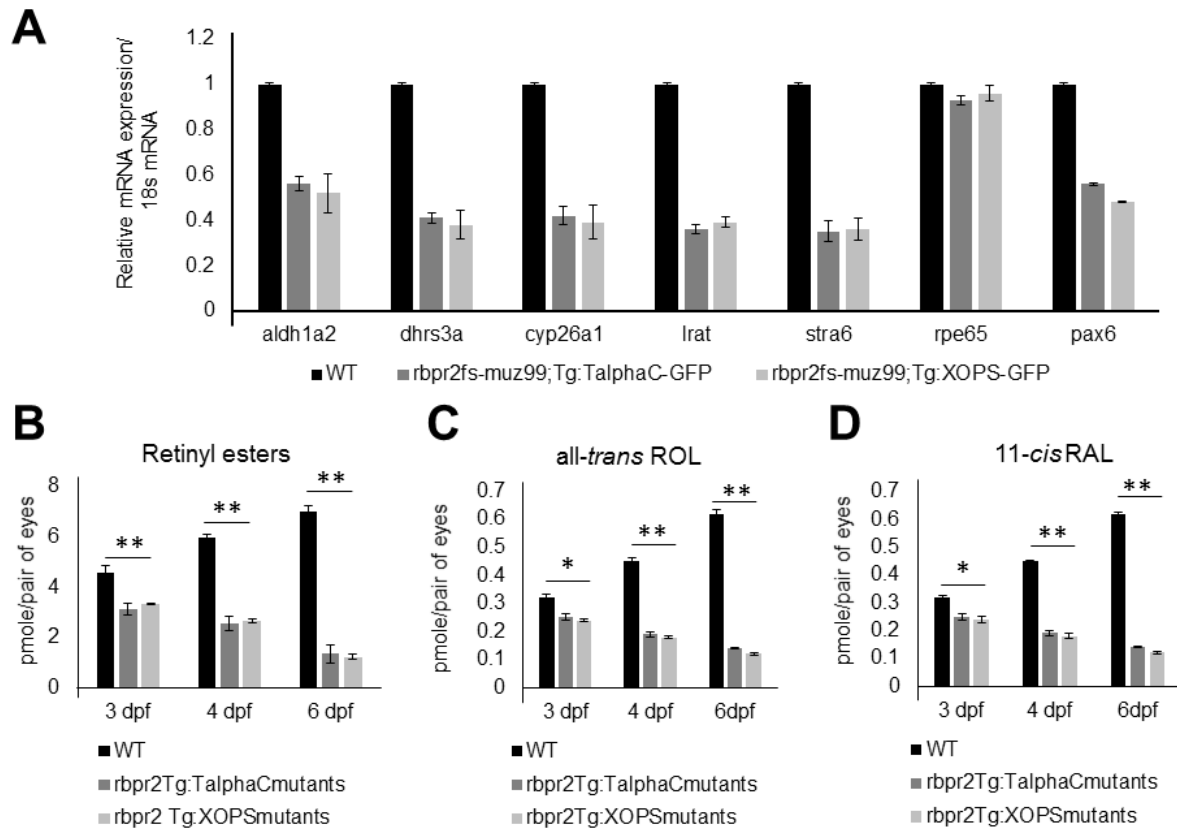 A
Relative mRNA expression/
18s mRNA
1.2
1
0.8
0.6
0.4
0.2
0
aldh1a2 dhrs3a cyp26a1 lrat stra6 rpe65 pax6
WT rbpr2fs-muz99;Tg:TalphaC-GFP rbpr2fs-muz99;Tg:XOPS-GFP
B
Retinyl esters
pmole/pair of eyes
8
6
4
2
0
** ** **
3 dpf 4 dpf 6 dpf
WT
rbpr2Tg:TalphaCmutants
rbpr2 Tg:XOPSmutants
C
all-trans ROL
pmole/pair of eyes
0.7
0.6
0.5
0.4
0.3
0.2
0.1
0
* ** **
3 dpf 4 dpf 6dpf
WT
rbpr2Tg:TalphaCmutants
rbpr2Tg:XOPSmutants
D
11-cisRAL
pmole/pair of eyes
0.7
0.6
0.5
0.4
0.3
0.2
0.1
0
* ** **
3 dpf 4 dpf 6dpf
WT
rbpr2Tg:TalphaCmutants
rbpr2Tg:XOPSmutants